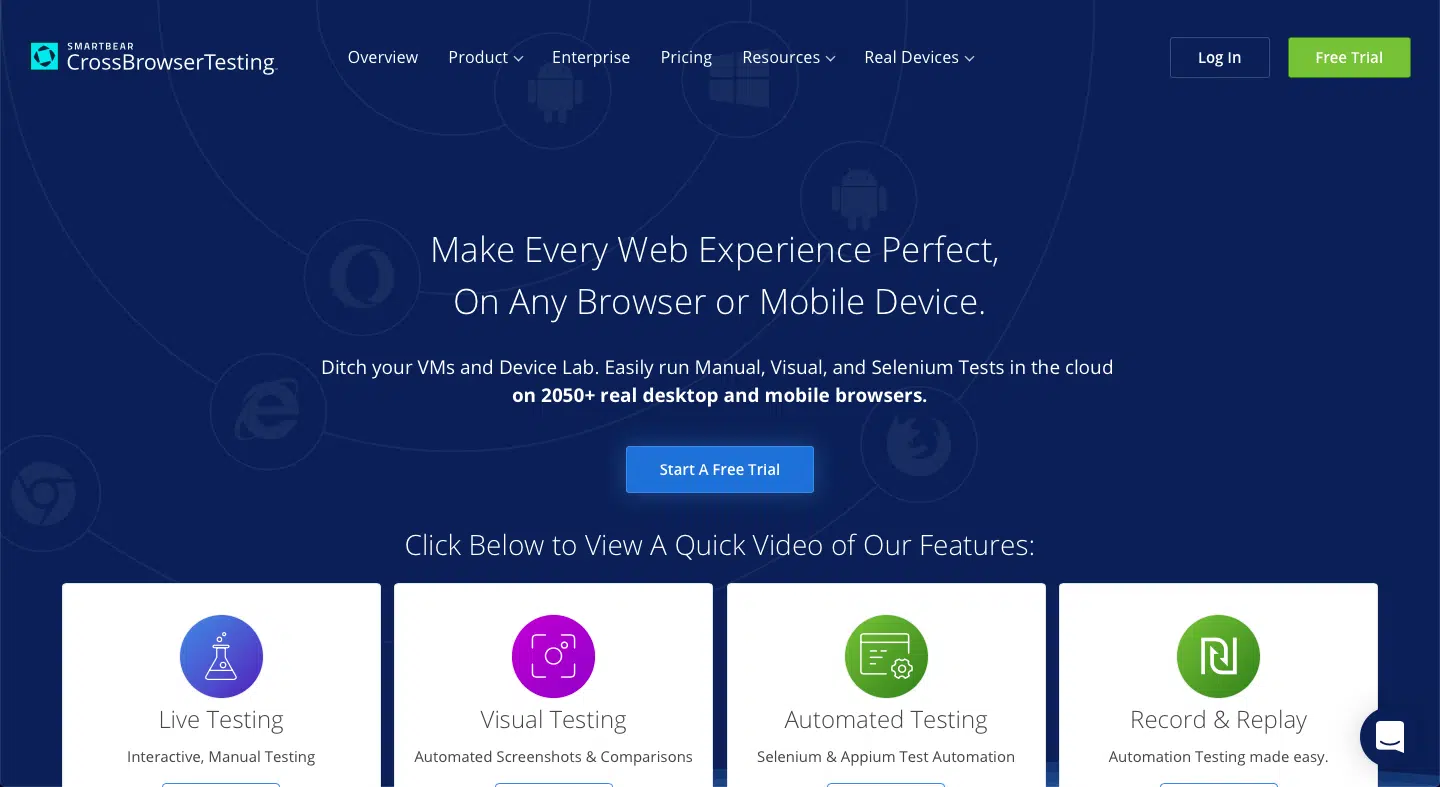 SMARTBEAR
CrossBrowserTesting
Overview Product Enterprise Pricing Resources Real Devices Log In Free Trial
Make Every Web Experience Perfect,
On Any Browser or Mobile Device.
Ditch your VMs and Device Lab. Easily run Manual, Visual, and Selenium Tests in the cloud
on 2050+ real desktop and mobile browsers.
Start A Free Trial
Click Below to View A Quick Video of Our Features:
Live Testing Visual Testing Automated Testing Record & Replay
Interactive, Manual Testing Automated Screenshots & Comparisons Selenium & Appium Test Automation Automation Testing made easy.